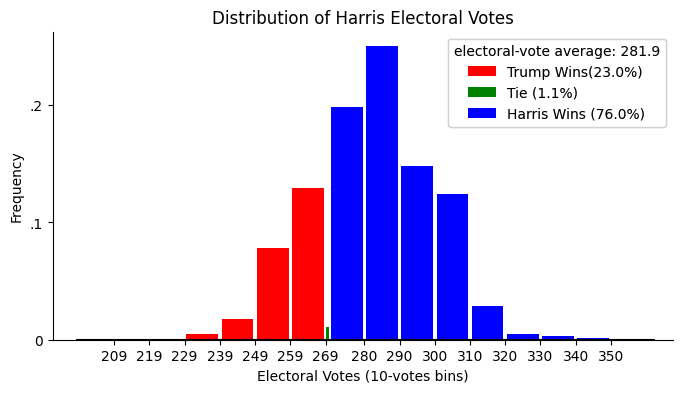 Distribution of Harris Electoral Votes
electoral-vote average: 281.9
Trump Wins(23.0%)
Tie (1.1%)
Harris Wins (76.0%)
Frequency
.2
.1
0
209 219 229 239 249 259 269 280 290 300 310 320 330 340 350
Electoral Votes (10-votes bins)